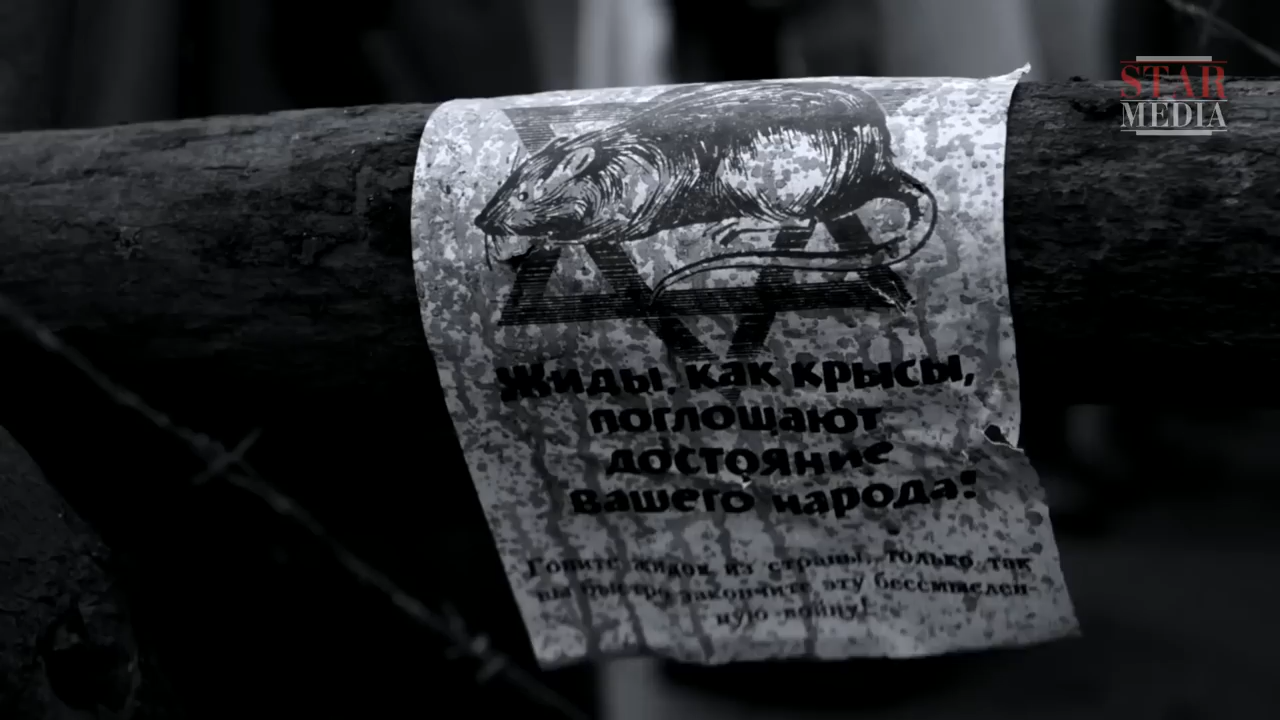 STAR
MEDIA
Жиды, как крысы,
поглощают
достояние
вашего народа!
Гоните жидов из страны, только так
вы быстро закончите эту бессмыслен-
ную войну!